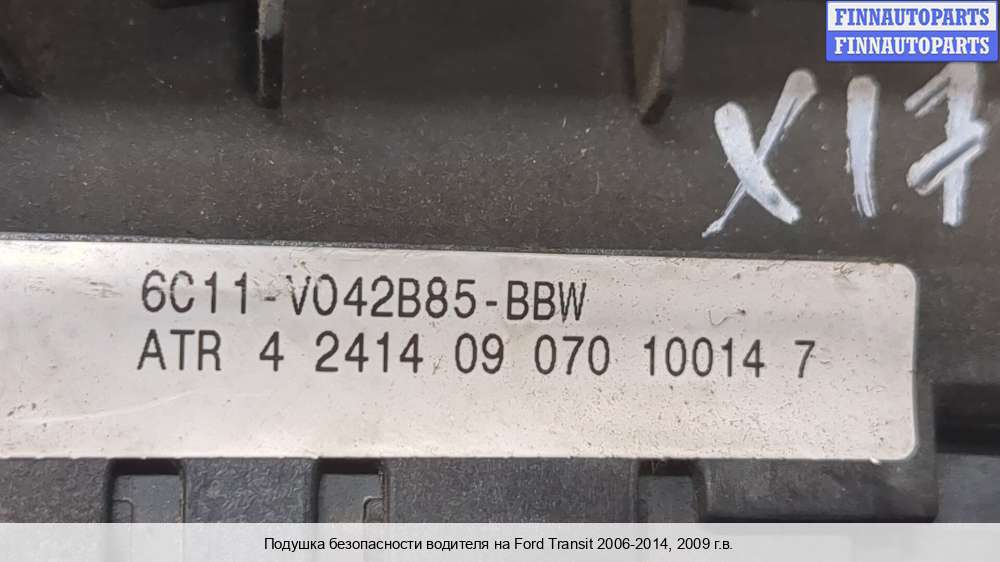 FINNAUTOPARTS
FINNAUTOPARTS
X17
6C11-V042B85-BBW
ATR 4 2414 09 070 10014 7
Подушка безопасности водителя на Ford Transit 2006-2014, 2009 г.в.